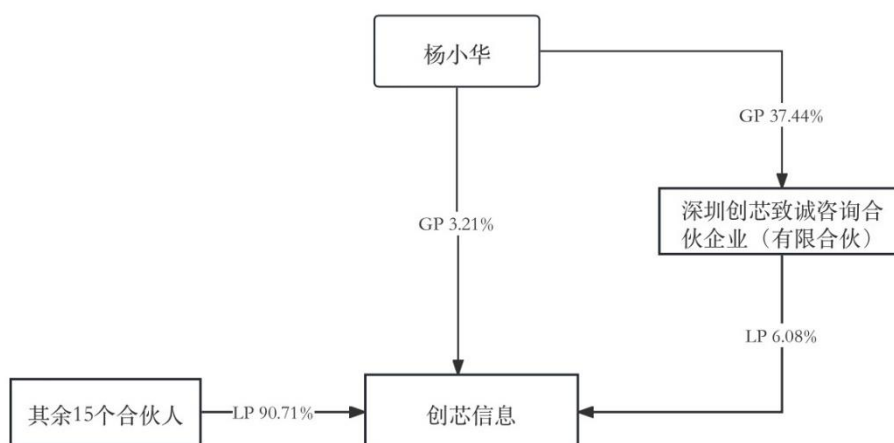 杨小华
GP 37.44%
深圳创芯致诚咨询合
伙企业（有限合伙）
GP 3.21%
LP 6.08%
其余15个合伙人
LP 90.71%
创芯信息